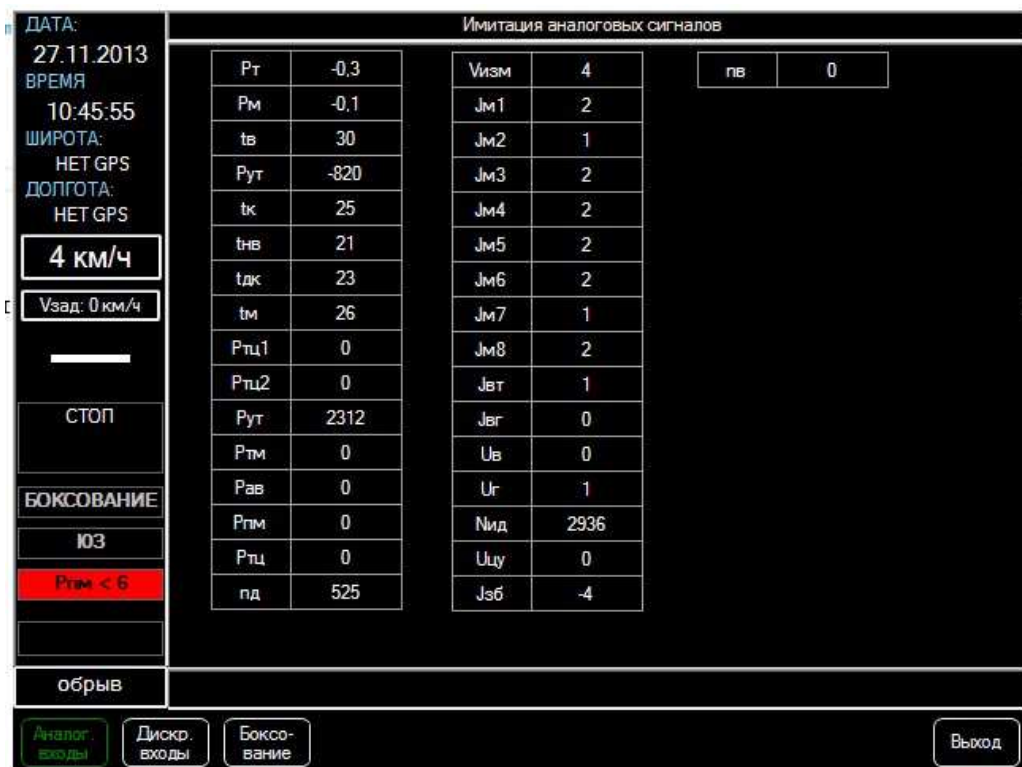 ДАТА:
27.11.2013
ВРЕМЯ
10:45:55
ШИРОТА:
НЕТ GPS
ДОЛГОТА:
НЕТ GPS
4 км/ч
Vзад: 0 км/ч
СТОП
БОКСОВАНИЕ
ЮЗ
Рпм < 6
обрыв
Имитация аналоговых сигналов
Рт -0,3
Рм -0,1
tв 30
Рут -820
tк 25
tнв 21
tдк 23
tм 26
Ртц1 0
Ртц2 0
Рут 2312
Ртм 0
Рав 0
Рпм 0
Ртц 0
nд 525
Vизм 4
Jм1 2
Jм2 1
Jм3 2
Jм4 2
Jм5 2
Jм6 2
Jм7 1
Jм8 2
Jвт 1
Jвг 0
Uв 0
Uг 1
Nид 2936
Uцу 0
Jзб -4
nв 0
Аналог.
входы
Дискр.
входы
Боксо-
вание
Выход